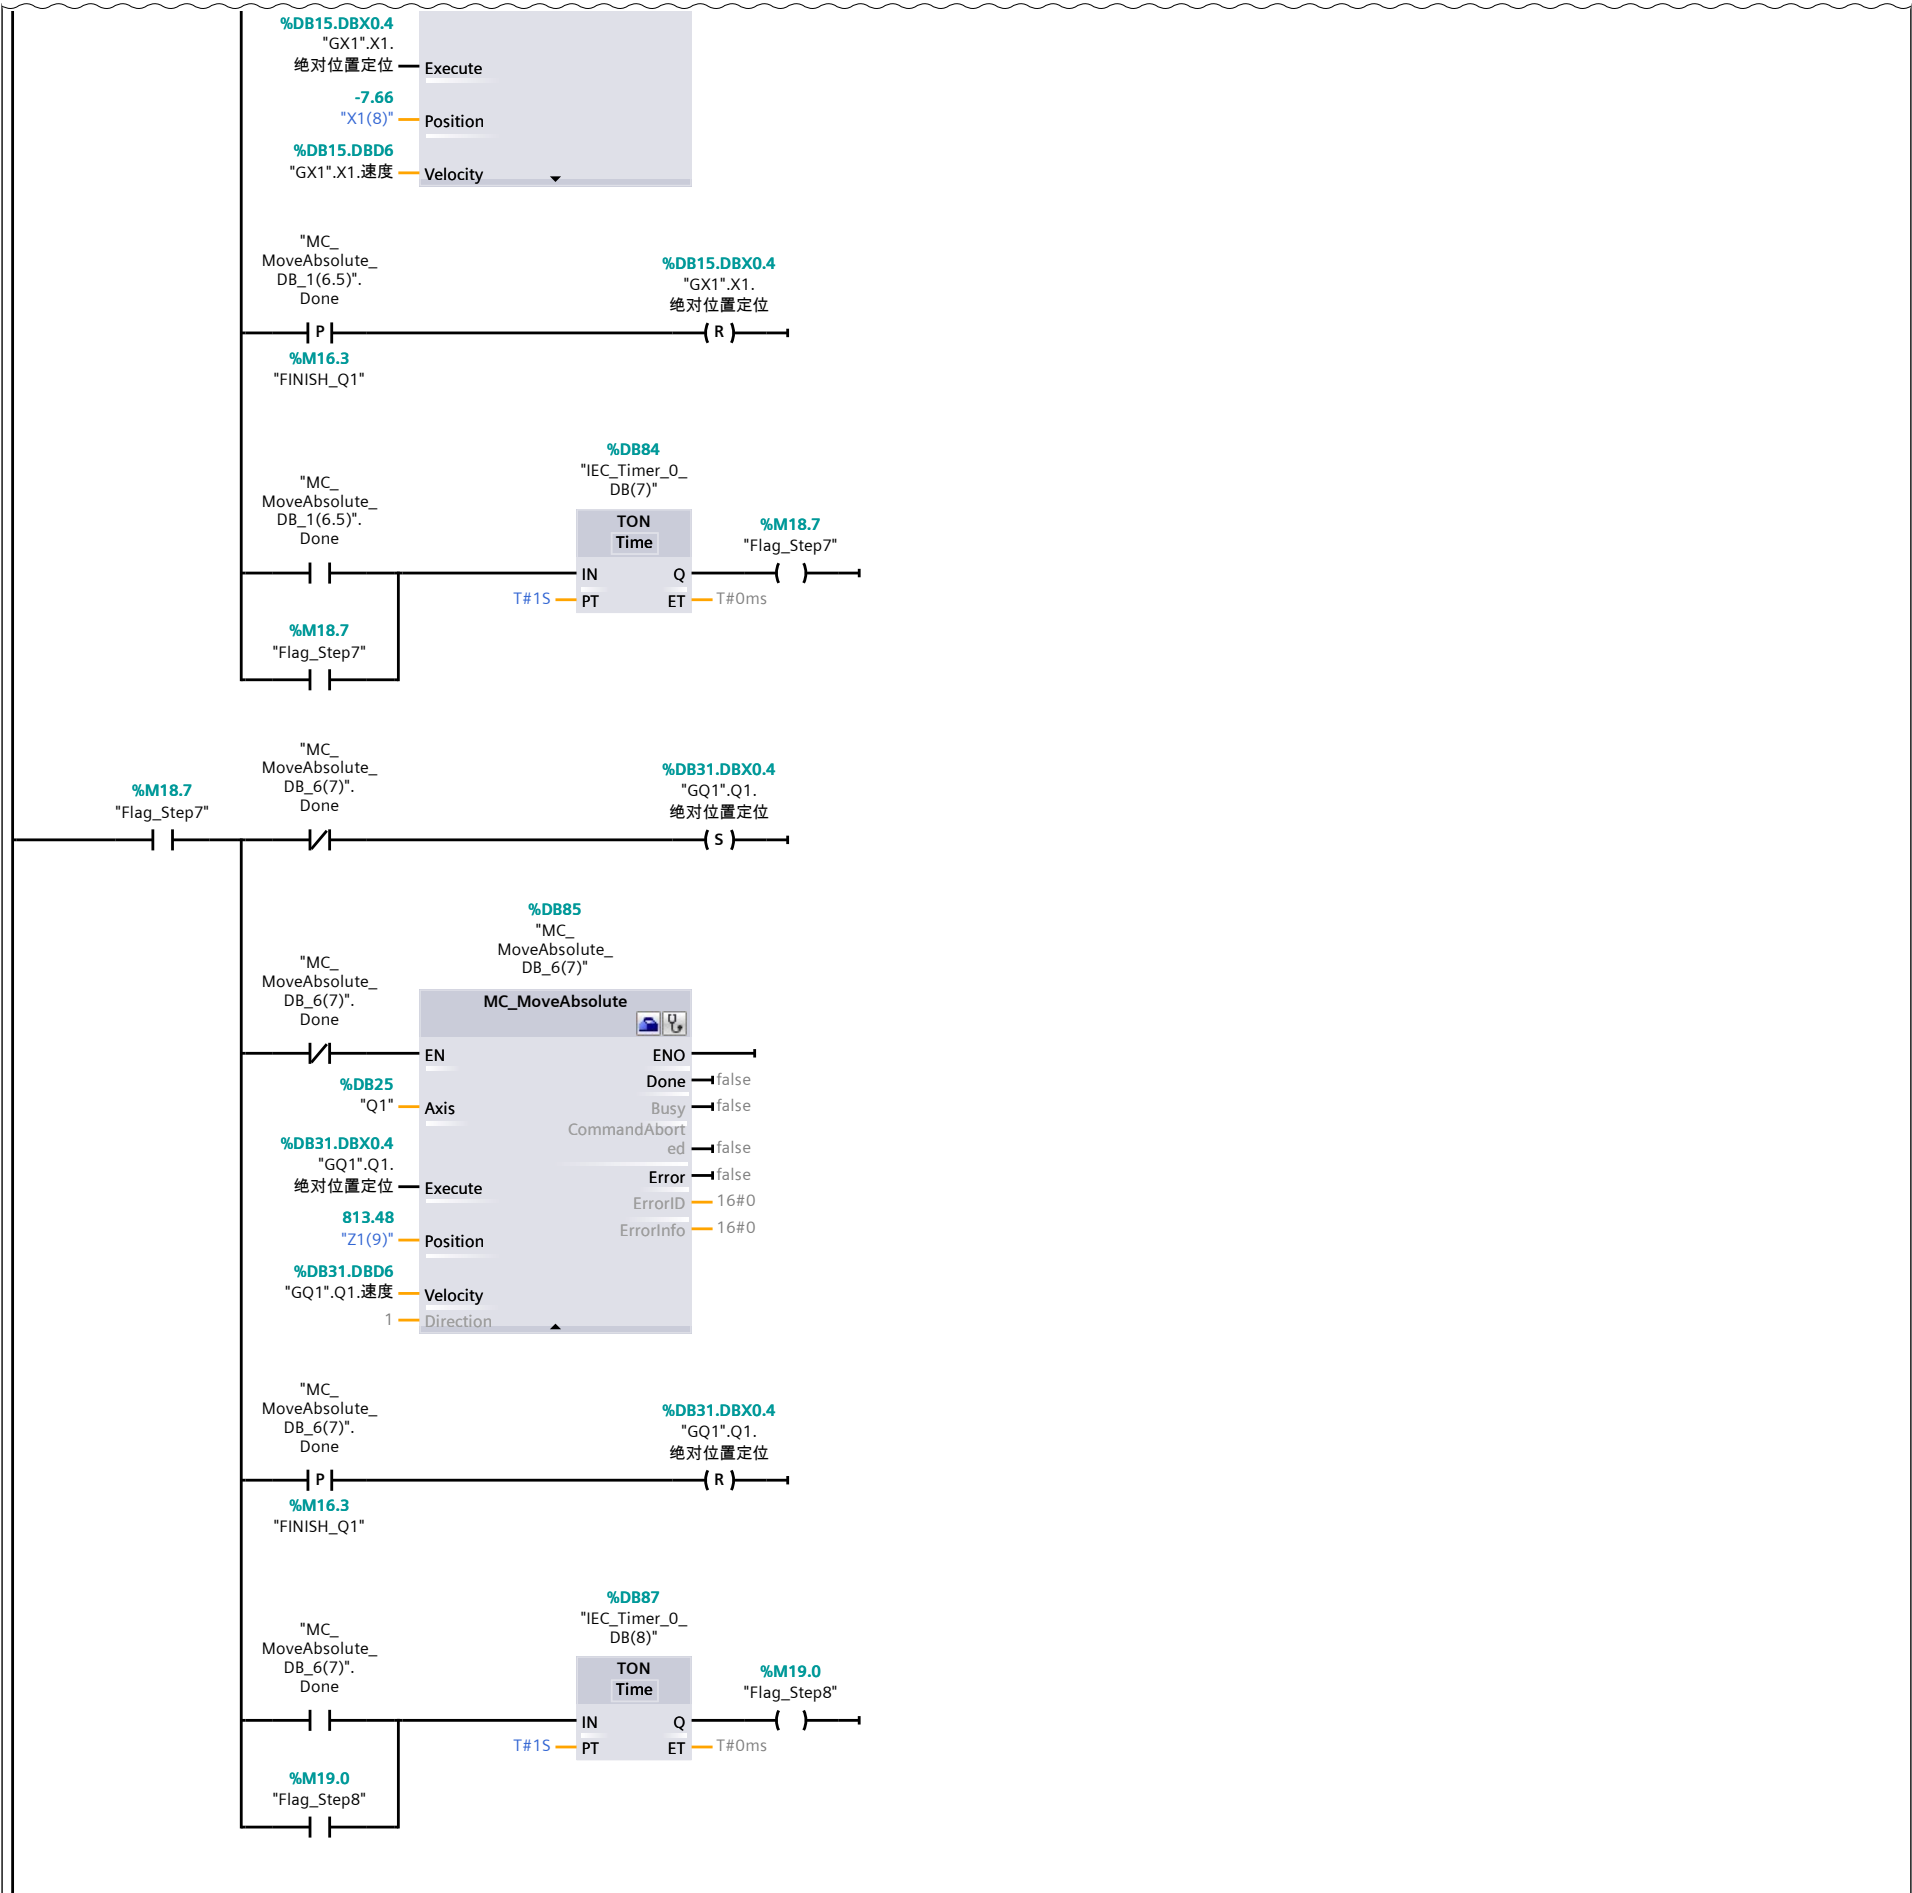 %DB15.DBX0.4
"GX1".X1.
绝对位置定位
Execute
-7.66
"X1(8)"
Position
%DB15.DBD6
"GX1".X1.速度
Velocity
"MC_
MoveAbsolute_
DB_1(6.5)".
Done
%DB15.DBX0.4
"GX1".X1.
绝对位置定位
P
R
%M16.3
"FINISH_Q1"
%DB84
"IEC_Timer_0_
DB(7)"
"MC_
MoveAbsolute_
DB_1(6.5)".
Done
TON
Time
%M18.7
"Flag_Step7"
IN
Q
T#1S
PT
ET
T#0ms
%M18.7
"Flag_Step7"
"MC_
MoveAbsolute_
DB_6(7)".
Done
%DB31.DBX0.4
"GQ1".Q1.
绝对位置定位
%M18.7
"Flag_Step7"
S
%DB85
"MC_
MoveAbsolute_
DB_6(7)"
"MC_
MoveAbsolute_
DB_6(7)".
Done
MC_MoveAbsolute
EN
ENO
Done
false
%DB25
"Q1"
Axis
Busy
false
CommandAbort
ed
false
%DB31.DBX0.4
"GQ1".Q1.
绝对位置定位
Execute
Error
false
ErrorID
16#0
813.48
"Z1(9)"
Position
ErrorInfo
16#0
%DB31.DBD6
"GQ1".Q1.速度
Velocity
1
Direction
"MC_
MoveAbsolute_
DB_6(7)".
Done
%DB31.DBX0.4
"GQ1".Q1.
绝对位置定位
P
R
%M16.3
"FINISH_Q1"
%DB87
"IEC_Timer_0_
DB(8)"
"MC_
MoveAbsolute_
DB_6(7)".
Done
TON
Time
%M19.0
"Flag_Step8"
IN
Q
T#1S
PT
ET
T#0ms
%M19.0
"Flag_Step8"